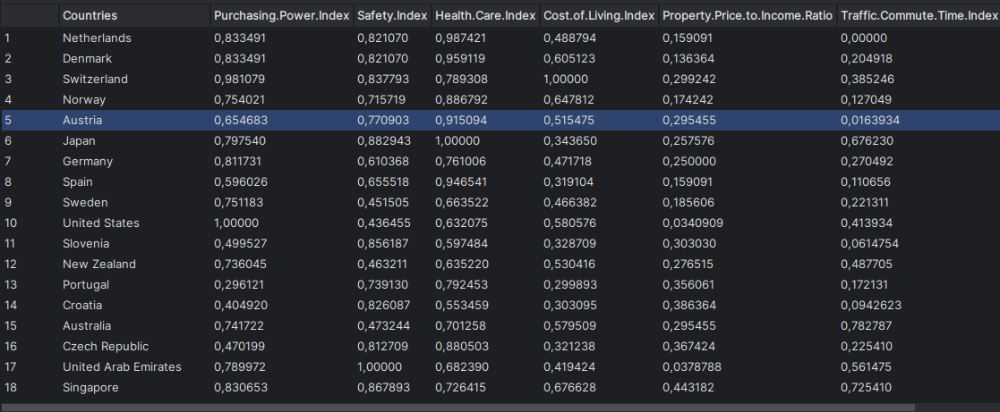 Countries Purchasing.Power.Index Safety.Index Health.Care.Index Cost.of.Living.Index Property.Price.to.Income.Ratio Traffic.Commute.Time.Index
1 Netherlands 0,833491 0,821070 0,987421 0,488794 0,159091 0,00000
2 Denmark 0,833491 0,821070 0,959119 0,605123 0,136364 0,204918
3 Switzerland 0,981079 0,837793 0,789308 1,00000 0,299242 0,385246
4 Norway 0,754021 0,715719 0,886792 0,647812 0,174242 0,127049
5 Austria 0,654683 0,770903 0,915094 0,515475 0,295455 0,0163934
6 Japan 0,797540 0,882943 1,00000 0,343650 0,257576 0,676230
7 Germany 0,811731 0,610368 0,761006 0,471718 0,250000 0,270492
8 Spain 0,596026 0,655518 0,946541 0,319104 0,159091 0,110656
9 Sweden 0,751183 0,451505 0,663522 0,466382 0,185606 0,221311
10 United States 1,00000 0,436455 0,632075 0,580576 0,0340909 0,413934
11 Slovenia 0,499527 0,856187 0,597484 0,328709 0,303030 0,0614754
12 New Zealand 0,736045 0,463211 0,635220 0,530416 0,276515 0,487705
13 Portugal 0,296121 0,739130 0,792453 0,299893 0,356061 0,172131
14 Croatia 0,404920 0,826087 0,553459 0,303095 0,386364 0,0942623
15 Australia 0,741722 0,473244 0,701258 0,579509 0,295455 0,782787
16 Czech Republic 0,470199 0,812709 0,880503 0,321238 0,367424 0,225410
17 United Arab Emirates 0,789972 1,00000 0,682390 0,419424 0,0378788 0,561475
18 Singapore 0,830653 0,867893 0,726415 0,676628 0,443182 0,725410